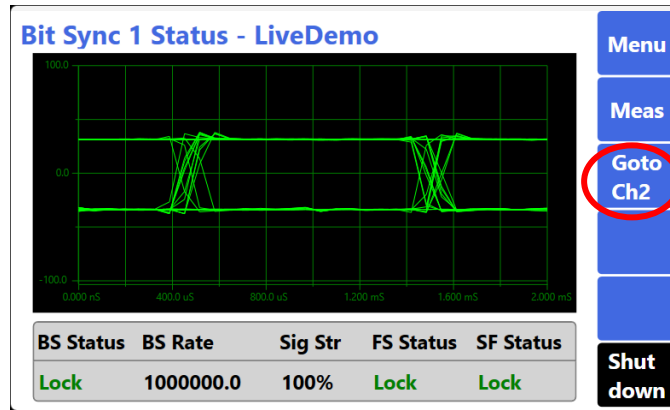 Bit Sync 1 Status - LiveDemo
Menu
Meas
Goto
Ch2
Shut
down
100.0
0.0
-100.0
0.000 nS 400.0 uS 800.0 uS 1.200 mS 1.600 mS 2.000 mS
BS Status BS Rate Sig Str FS Status SF Status
Lock 1000000.0 100% Lock Lock